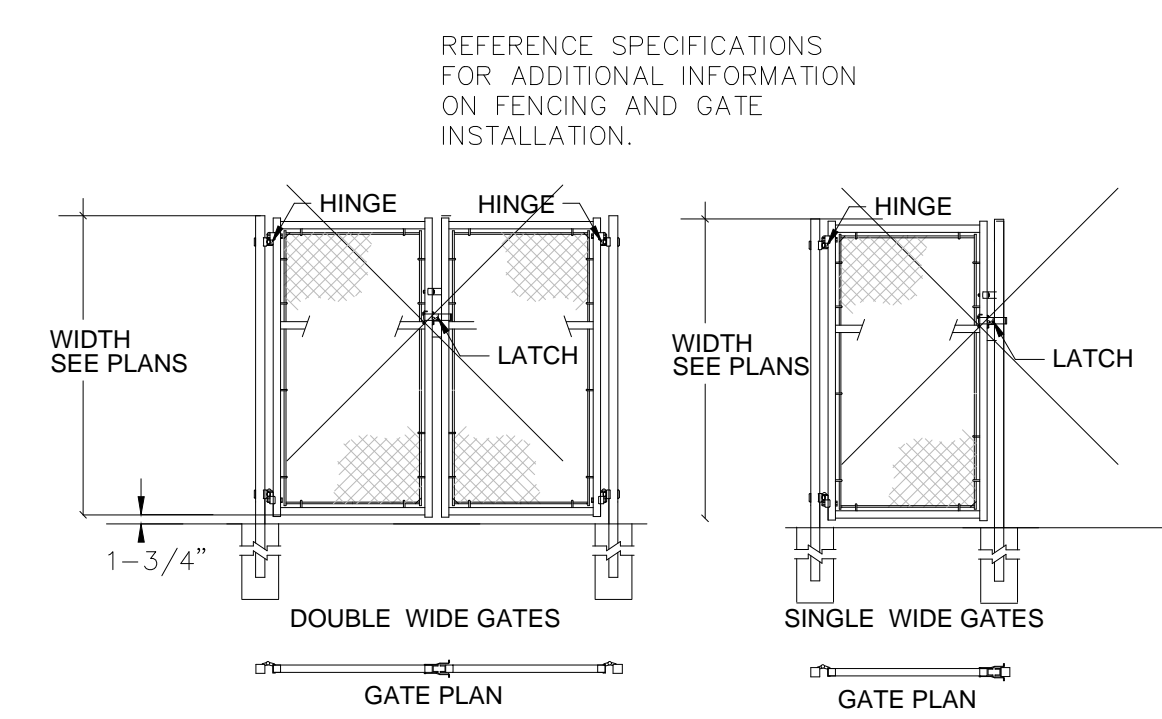 REFERENCE SPECIFICATIONS
FOR ADDITIONAL INFORMATION
ON FENCING AND GATE
INSTALLATION.
HINGE
HINGE
WIDTH
SEE PLANS
LATCH
1-3/4"
DOUBLE WIDE GATES
GATE PLAN
HINGE
WIDTH
SEE PLANS
LATCH
SINGLE WIDE GATES
GATE PLAN